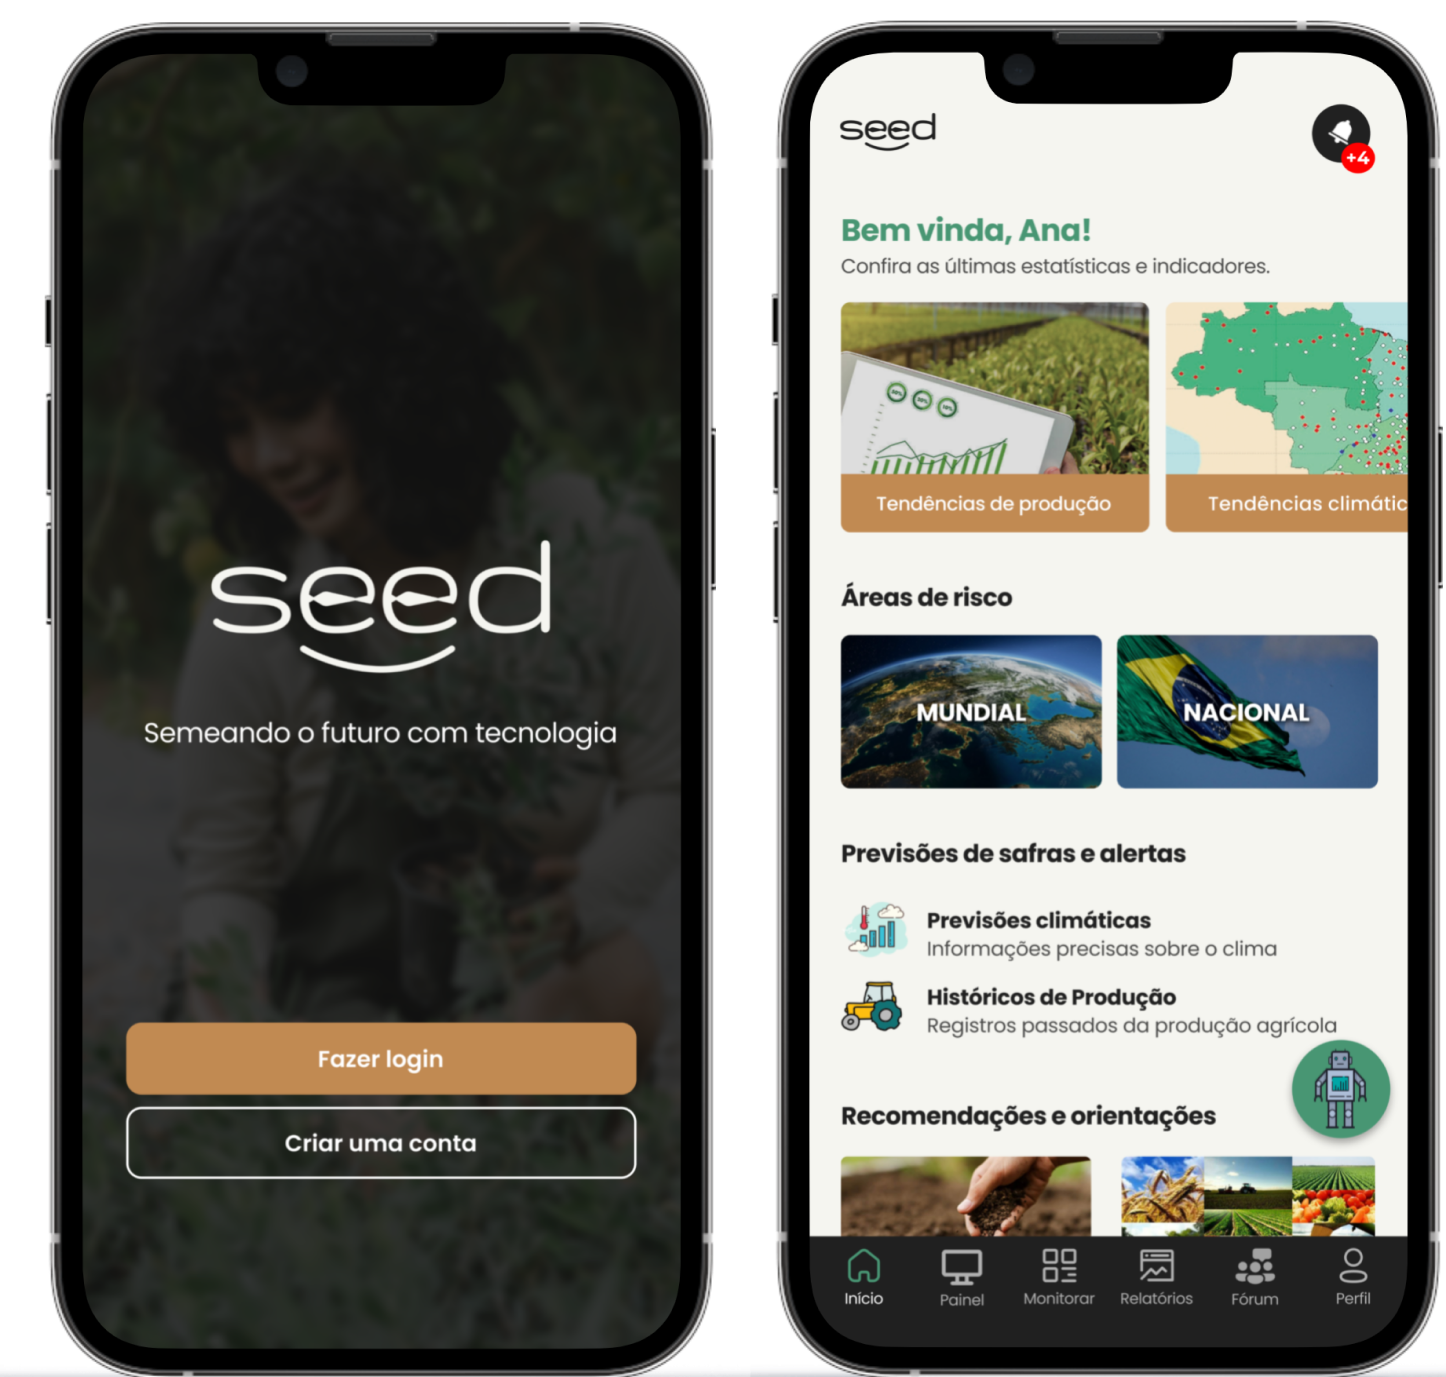 seed
Semeando o futuro com tecnologia
Fazer login
Criar uma conta
seed
+4
Bem vinda, Ana!
Confira as últimas estatísticas e indicadores.
Tendências de produção
Tendências climátic
Áreas de risco
MUNDIAL
NACIONAL
Previsões de safras e alertas
Previsões climáticas
Informações precisas sobre o clima
Históricos de Produção
Registros passados da produção agrícola
Recomendações e orientações
Início
Painel
Monitorar
Relatórios
Fórum
Perfil